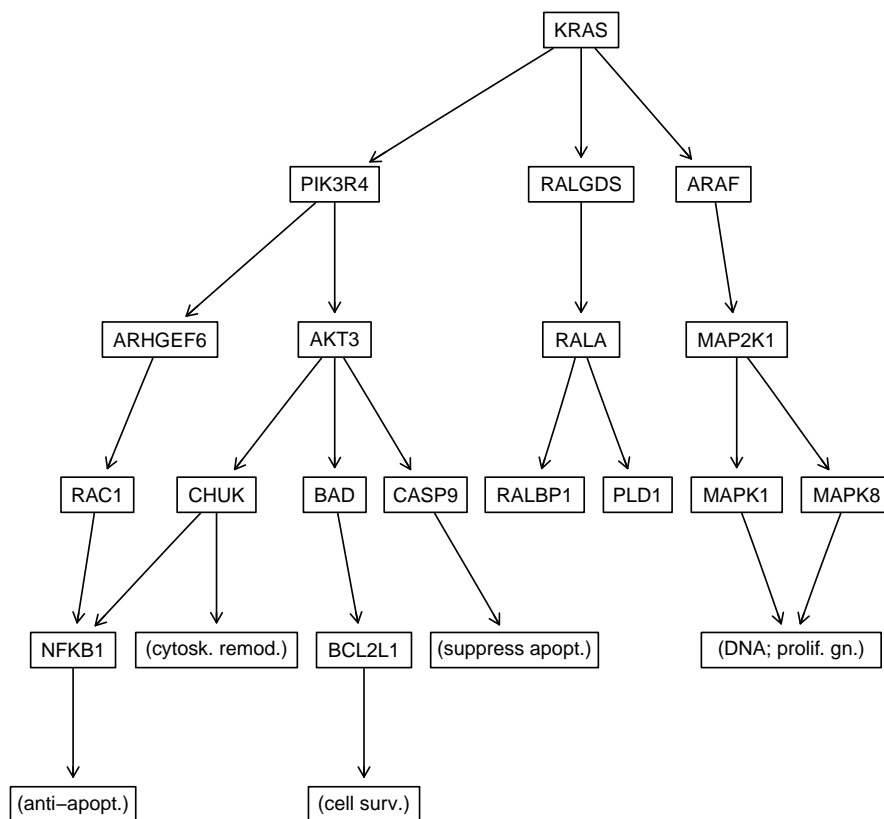 KRAS
PIK3R4
RALGDS
ARAF
ARHGEF6
AKT3
RALA
MAP2K1
RAC1
CHUK
BAD
CASP9
RALBP1
PLD1
MAPK1
MAPK8
NFKB1
(cytosk. remod.)
BCL2L1
(suppress apopt.)
(DNA; prolif. gn.)
(anti−apopt.)
(cell surv.)